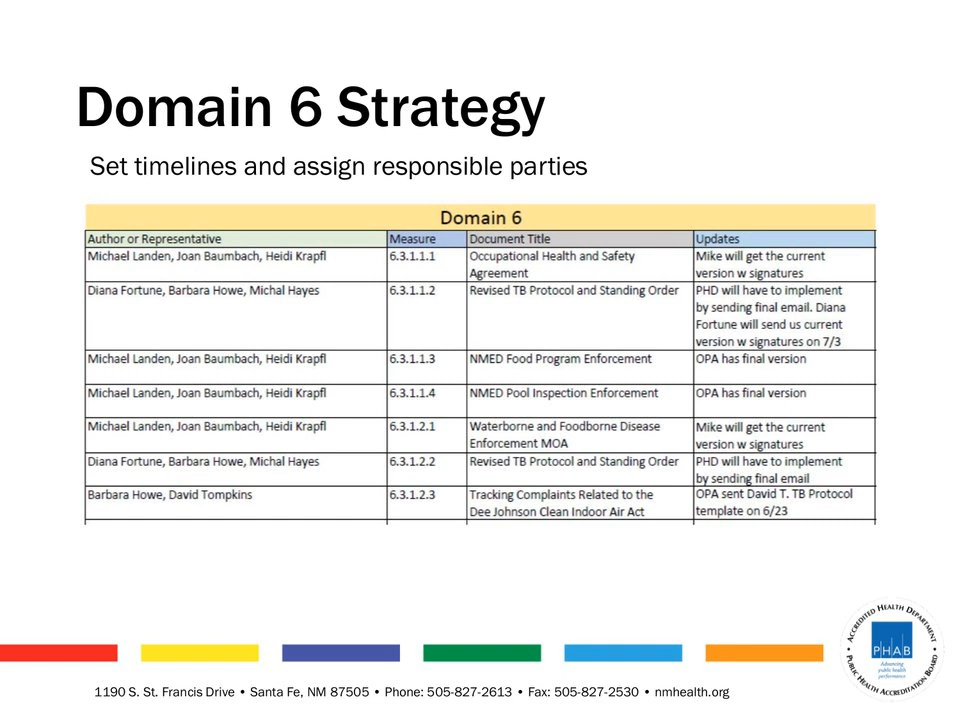 Domain 6 Strategy
Set timelines and assign responsible parties
Domain 6
Author or Representative Measure Document Title Updates
Michael Landen, Joan Baumbach, Heidi Krapfl 6.3.1.1.1 Occupational Health and Safety Mike will get the current
Agreement version w signatures
Diana Fortune, Barbara Howe, Michal Hayes 6.3.1.1.2 Revised TB Protocol and Standing Order PHD will have to implement
by sending final email. Diana
Fortune will send us current
version w signatures on 7/3
Michael Landen, Joan Baumbach, Heidi Krapfl 6.3.1.1.3 NMED Food Program Enforcement OPA has final version
Michael Landen, Joan Baumbach, Heidi Krapfl 6.3.1.1.4 NMED Pool Inspection Enforcement OPA has final version
Michael Landen, Joan Baumbach, Heidi Krapfl 6.3.1.2.1 Waterborne and Foodborne Disease Mike will get the current
Enforcement MOA version w signatures
Diana Fortune, Barbara Howe, Michal Hayes 6.3.1.2.2 Revised TB Protocol and Standing Order PHD will have to implement
by sending final email
Barbara Howe, David Tompkins 6.3.1.2.3 Tracking Complaints Related to the OPA sent David T. TB Protocol
Dee Johnson Clean Indoor Air Act template on 6/23
ACCREDITED HEALTH DEPARTMENT
PHAB
Advancing
public health
performance
PUBLIC HEALTH ACCREDITATION BOARD
1190 S. St. Francis Drive • Santa Fe, NM 87505 • Phone: 505-827-2613 • Fax: 505-827-2530 • nmhealth.org